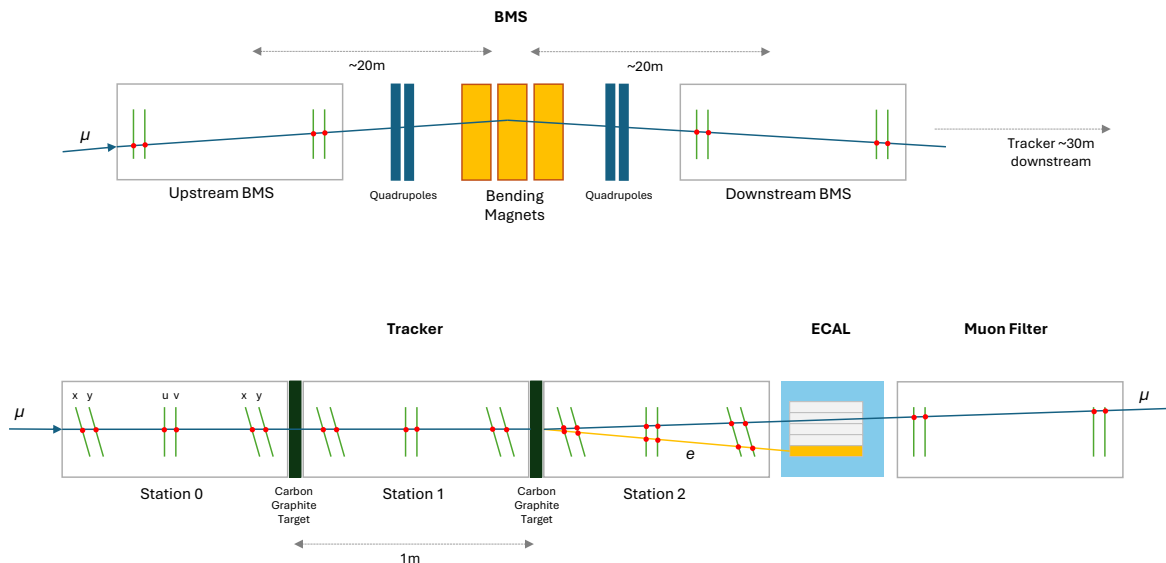 BMS
~20m
~20m
μ
Tracker ~30m
downstream
Upstream BMS
Quadrupoles
Bending
Magnets
Quadrupoles
Downstream BMS
Tracker
ECAL
Muon Filter
x y
u v
x y
μ
μ
e
Station 0
Carbon
Graphite
Target
Station 1
Carbon
Graphite
Target
Station 2
1m